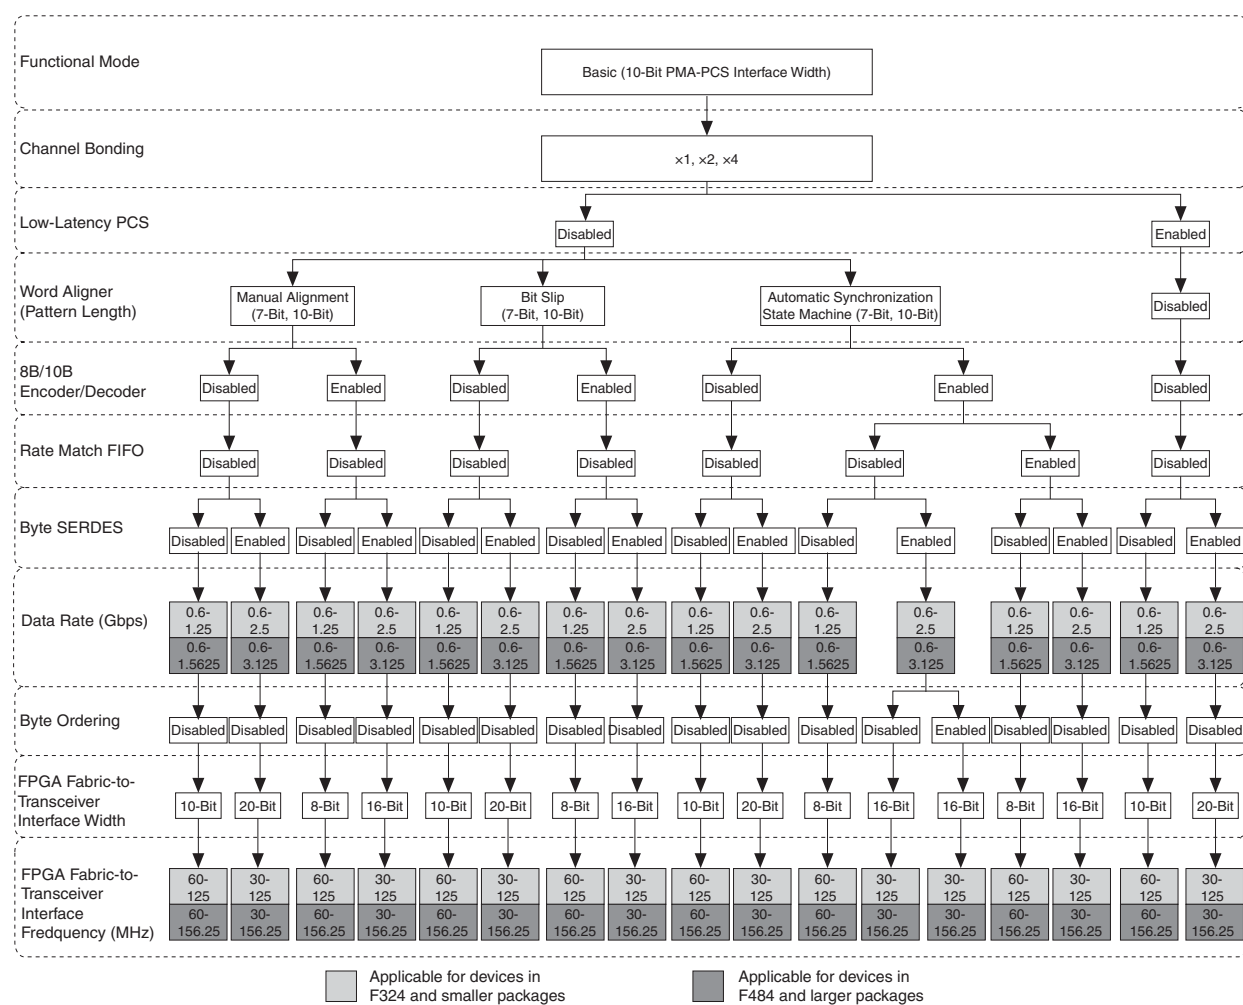 Functional Mode
Basic (10-Bit PMA-PCS Interface Width)
Channel Bonding
×1, ×2, ×4
Low-Latency PCS
Disabled
Enabled
Word Aligner
(Pattern Length)
Manual Alignment
(7-Bit, 10-Bit)
Bit Slip
(7-Bit, 10-Bit)
Automatic Synchronization
State Machine (7-Bit, 10-Bit)
Disabled
8B/10B
Encoder/Decoder
Disabled Enabled Disabled Enabled Disabled Enabled Disabled
Rate Match FIFO
Disabled Disabled Disabled Disabled Disabled Disabled Enabled Disabled
Byte SERDES
Disabled Enabled Disabled Enabled Disabled Enabled Disabled Enabled Disabled Enabled Disabled Enabled Disabled Enabled Disabled Enabled
Data Rate (Gbps)
0.6- 0.6- 0.6- 0.6- 0.6- 0.6- 0.6- 0.6- 0.6- 0.6- 0.6- 0.6- 0.6- 0.6- 0.6- 0.6-
1.25 2.5 1.25 2.5 1.25 2.5 1.25 2.5 1.25 2.5 1.25 2.5 1.25 2.5 1.25 2.5
0.6- 0.6- 0.6- 0.6- 0.6- 0.6- 0.6- 0.6- 0.6- 0.6- 0.6- 0.6- 0.6- 0.6- 0.6- 0.6-
1.5625 3.125 1.5625 3.125 1.5625 3.125 1.5625 3.125 1.5625 3.125 1.5625 3.125 1.5625 3.125 1.5625 3.125
Byte Ordering
Disabled Disabled Disabled Disabled Disabled Disabled Disabled Disabled Disabled Disabled Disabled Disabled Enabled Disabled Disabled Disabled Disabled
FPGA Fabric-to-
Transceiver
Interface Width
10-Bit 20-Bit 8-Bit 16-Bit 10-Bit 20-Bit 8-Bit 16-Bit 10-Bit 20-Bit 8-Bit 16-Bit 16-Bit 8-Bit 16-Bit 10-Bit 20-Bit
FPGA Fabric-to-
Transceiver
Interface
Fredquency (MHz)
60- 30- 60- 30- 60- 30- 60- 30- 60- 30- 60- 30- 30- 60- 30- 60- 30-
125 125 125 125 125 125 125 125 125 125 125 125 125 125 125 125 125
60- 30- 60- 30- 60- 30- 60- 30- 60- 30- 60- 30- 30- 60- 30- 60- 30-
156.25 156.25 156.25 156.25 156.25 156.25 156.25 156.25 156.25 156.25 156.25 156.25 156.25 156.25 156.25 156.25 156.25
Applicable for devices in
F324 and smaller packages
Applicable for devices in
F484 and larger packages